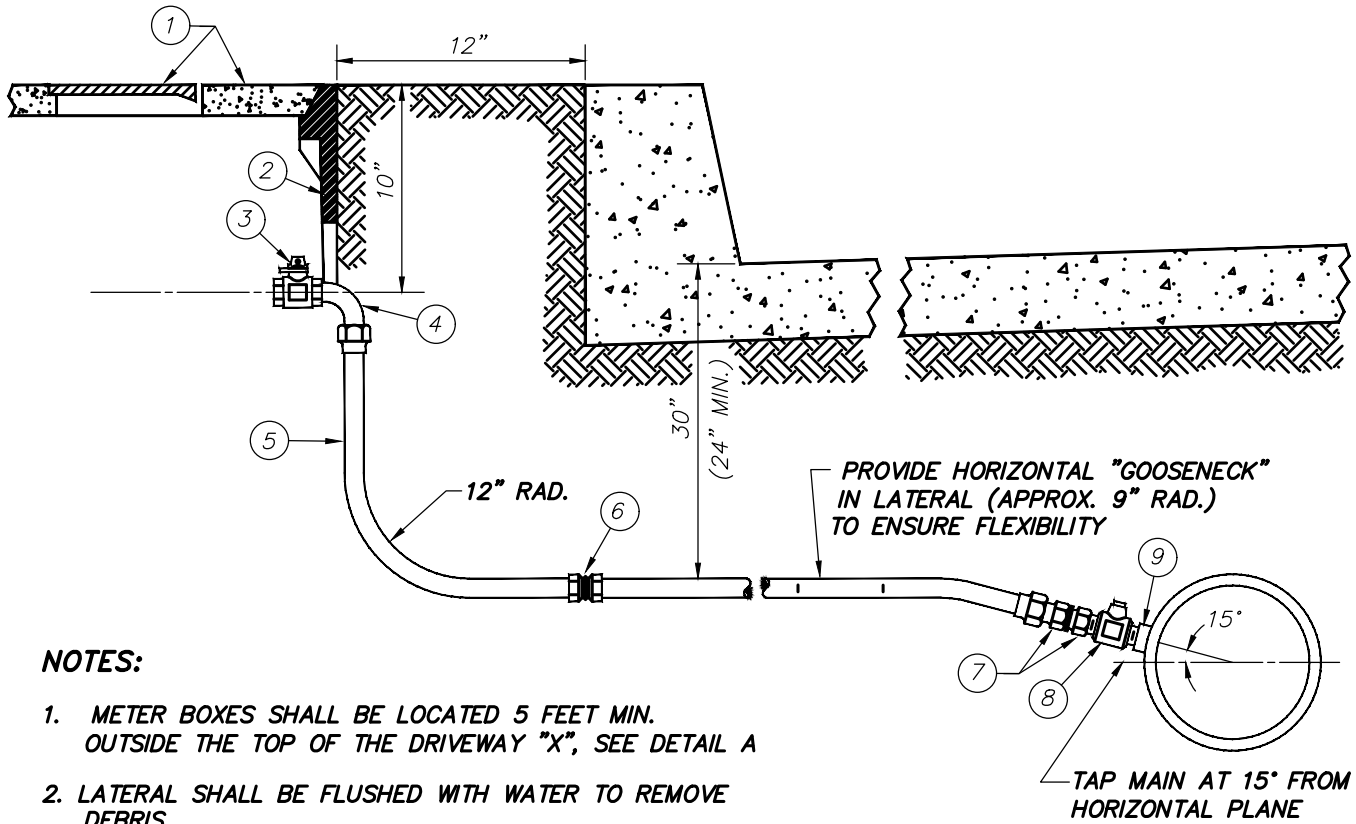 1
12”
2
10”
3
4
5
30”
(24” MIN.)
12” RAD.
6
PROVIDE HORIZONTAL "GOOSENECK"
IN LATERAL (APPROX. 9” RAD.)
TO ENSURE FLEXIBILITY
9
15°
7
8
TAP MAIN AT 15° FROM
HORIZONTAL PLANE
NOTES:
1. METER BOXES SHALL BE LOCATED 5 FEET MIN.
OUTSIDE THE TOP OF THE DRIVEWAY ”X”, SEE DETAIL A
2. LATERAL SHALL BE FLUSHED WITH WATER TO REMOVE
DEBRIS